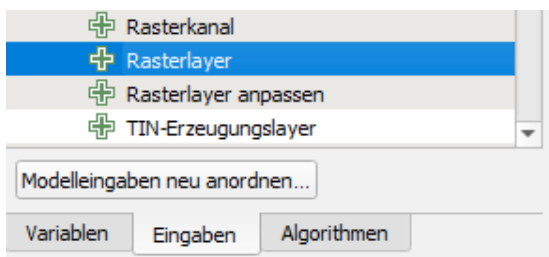 Rasterkanal
Rasterlayer
Rasterlayer anpassen
TIN-Erzeugungslayer
Modelleingaben neu anordnen...
Variablen Eingaben Algorithmen